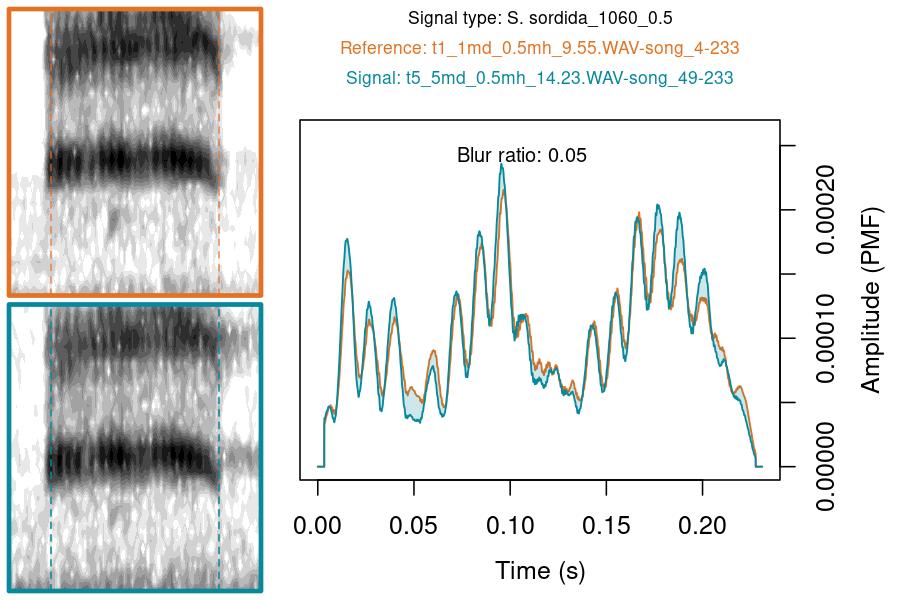 Signal type: S. sordida_1060_0.5
Reference: t1_1md_0.5mh_9.55.WAV-song_4-233
Signal: t5_5md_0.5mh_14.23.WAV-song_49-233
Blur ratio: 0.05
0.00020
0.00010
0.00000
Amplitude (PMF)
0.00 0.05 0.10 0.15 0.20
Time (s)